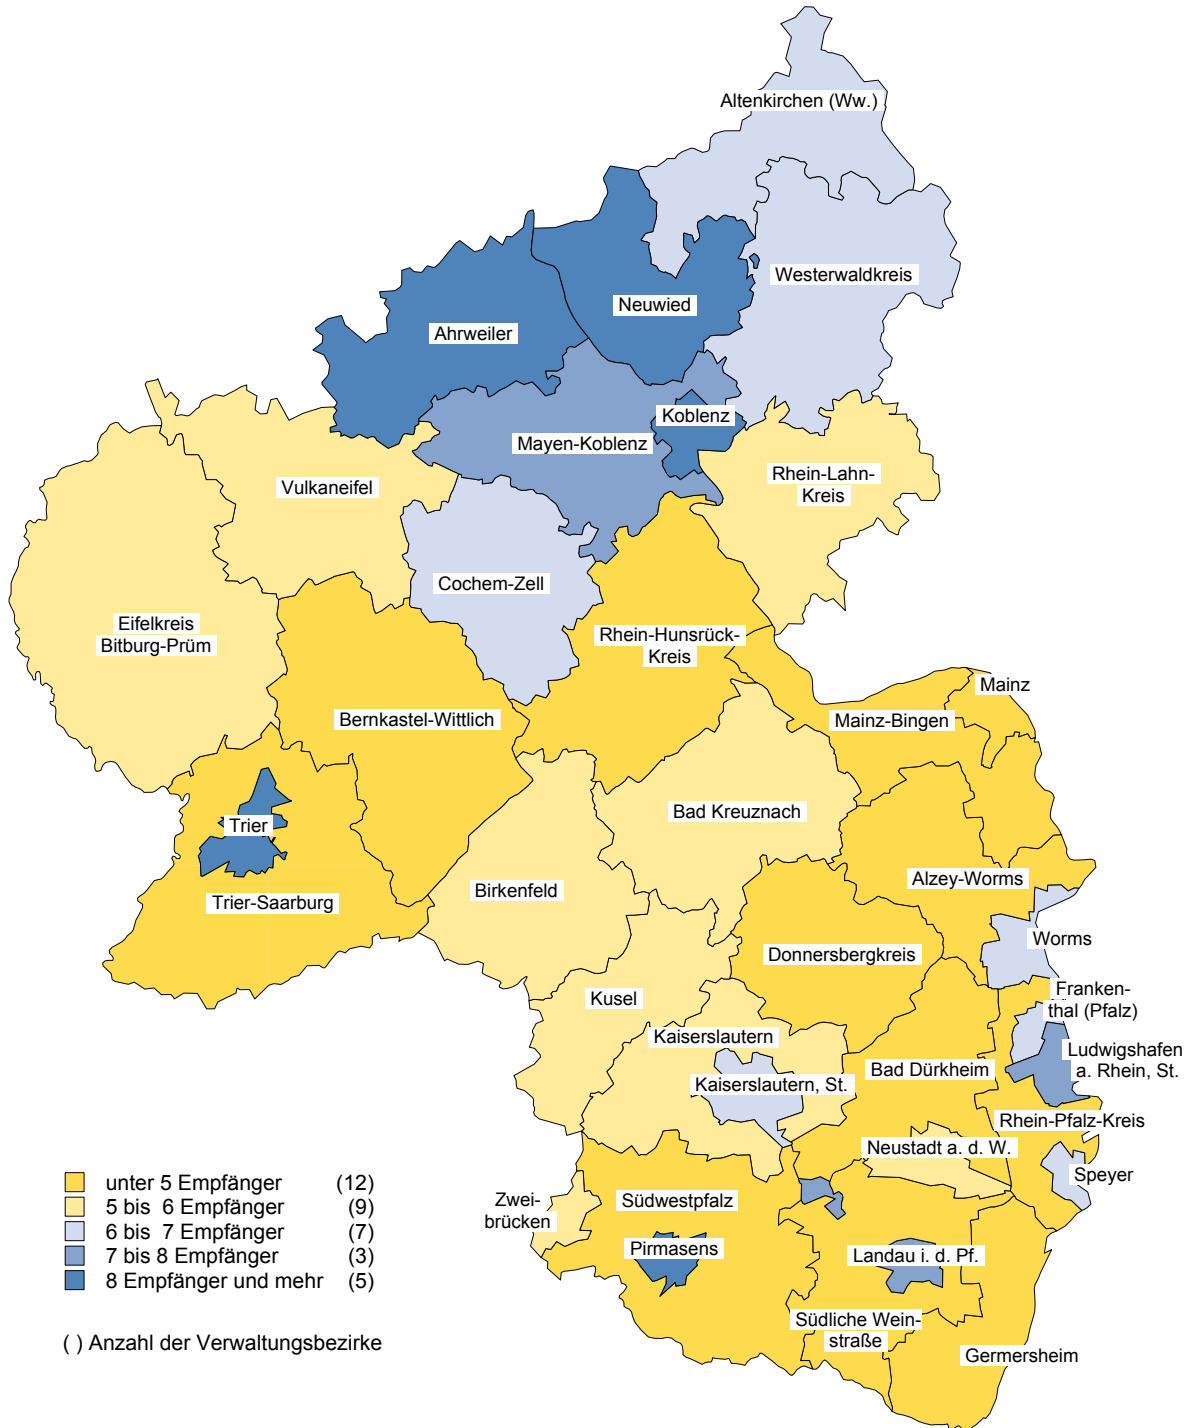 Altenkirchen (Ww.)
Westerwaldkreis
Neuwied
Ahrweiler
Koblenz
Mayen-Koblenz
Rhein-Lahn-
Kreis
Vulkaneifel
Cochem-Zell
Eifelkreis
Bitburg-Prüm
Rhein-Hunsrück-
Kreis
Mainz
Mainz-Bingen
Bernkastel-Wittlich
Bad Kreuznach
Trier
Birkenfeld
Alzey-Worms
Trier-Saarburg
Worms
Donnersbergkreis
Kusel
Franken-
thal (Pfalz)
Kaiserslautern
Ludwigshafen
a. Rhein, St.
Bad Dürkheim
Kaiserslautern, St.
Rhein-Pfalz-Kreis
Neustadt a. d. W.
Speyer
Zwei-
brücken
Südwestpfalz
Pirmasens
Landau i. d. Pf.
Südliche Wein-
straße
Germersheim
unter 5 Empfänger (12)
5 bis 6 Empfänger (9)
6 bis 7 Empfänger (7)
7 bis 8 Empfänger (3)
8 Empfänger und mehr (5)
( ) Anzahl der Verwaltungsbezirke